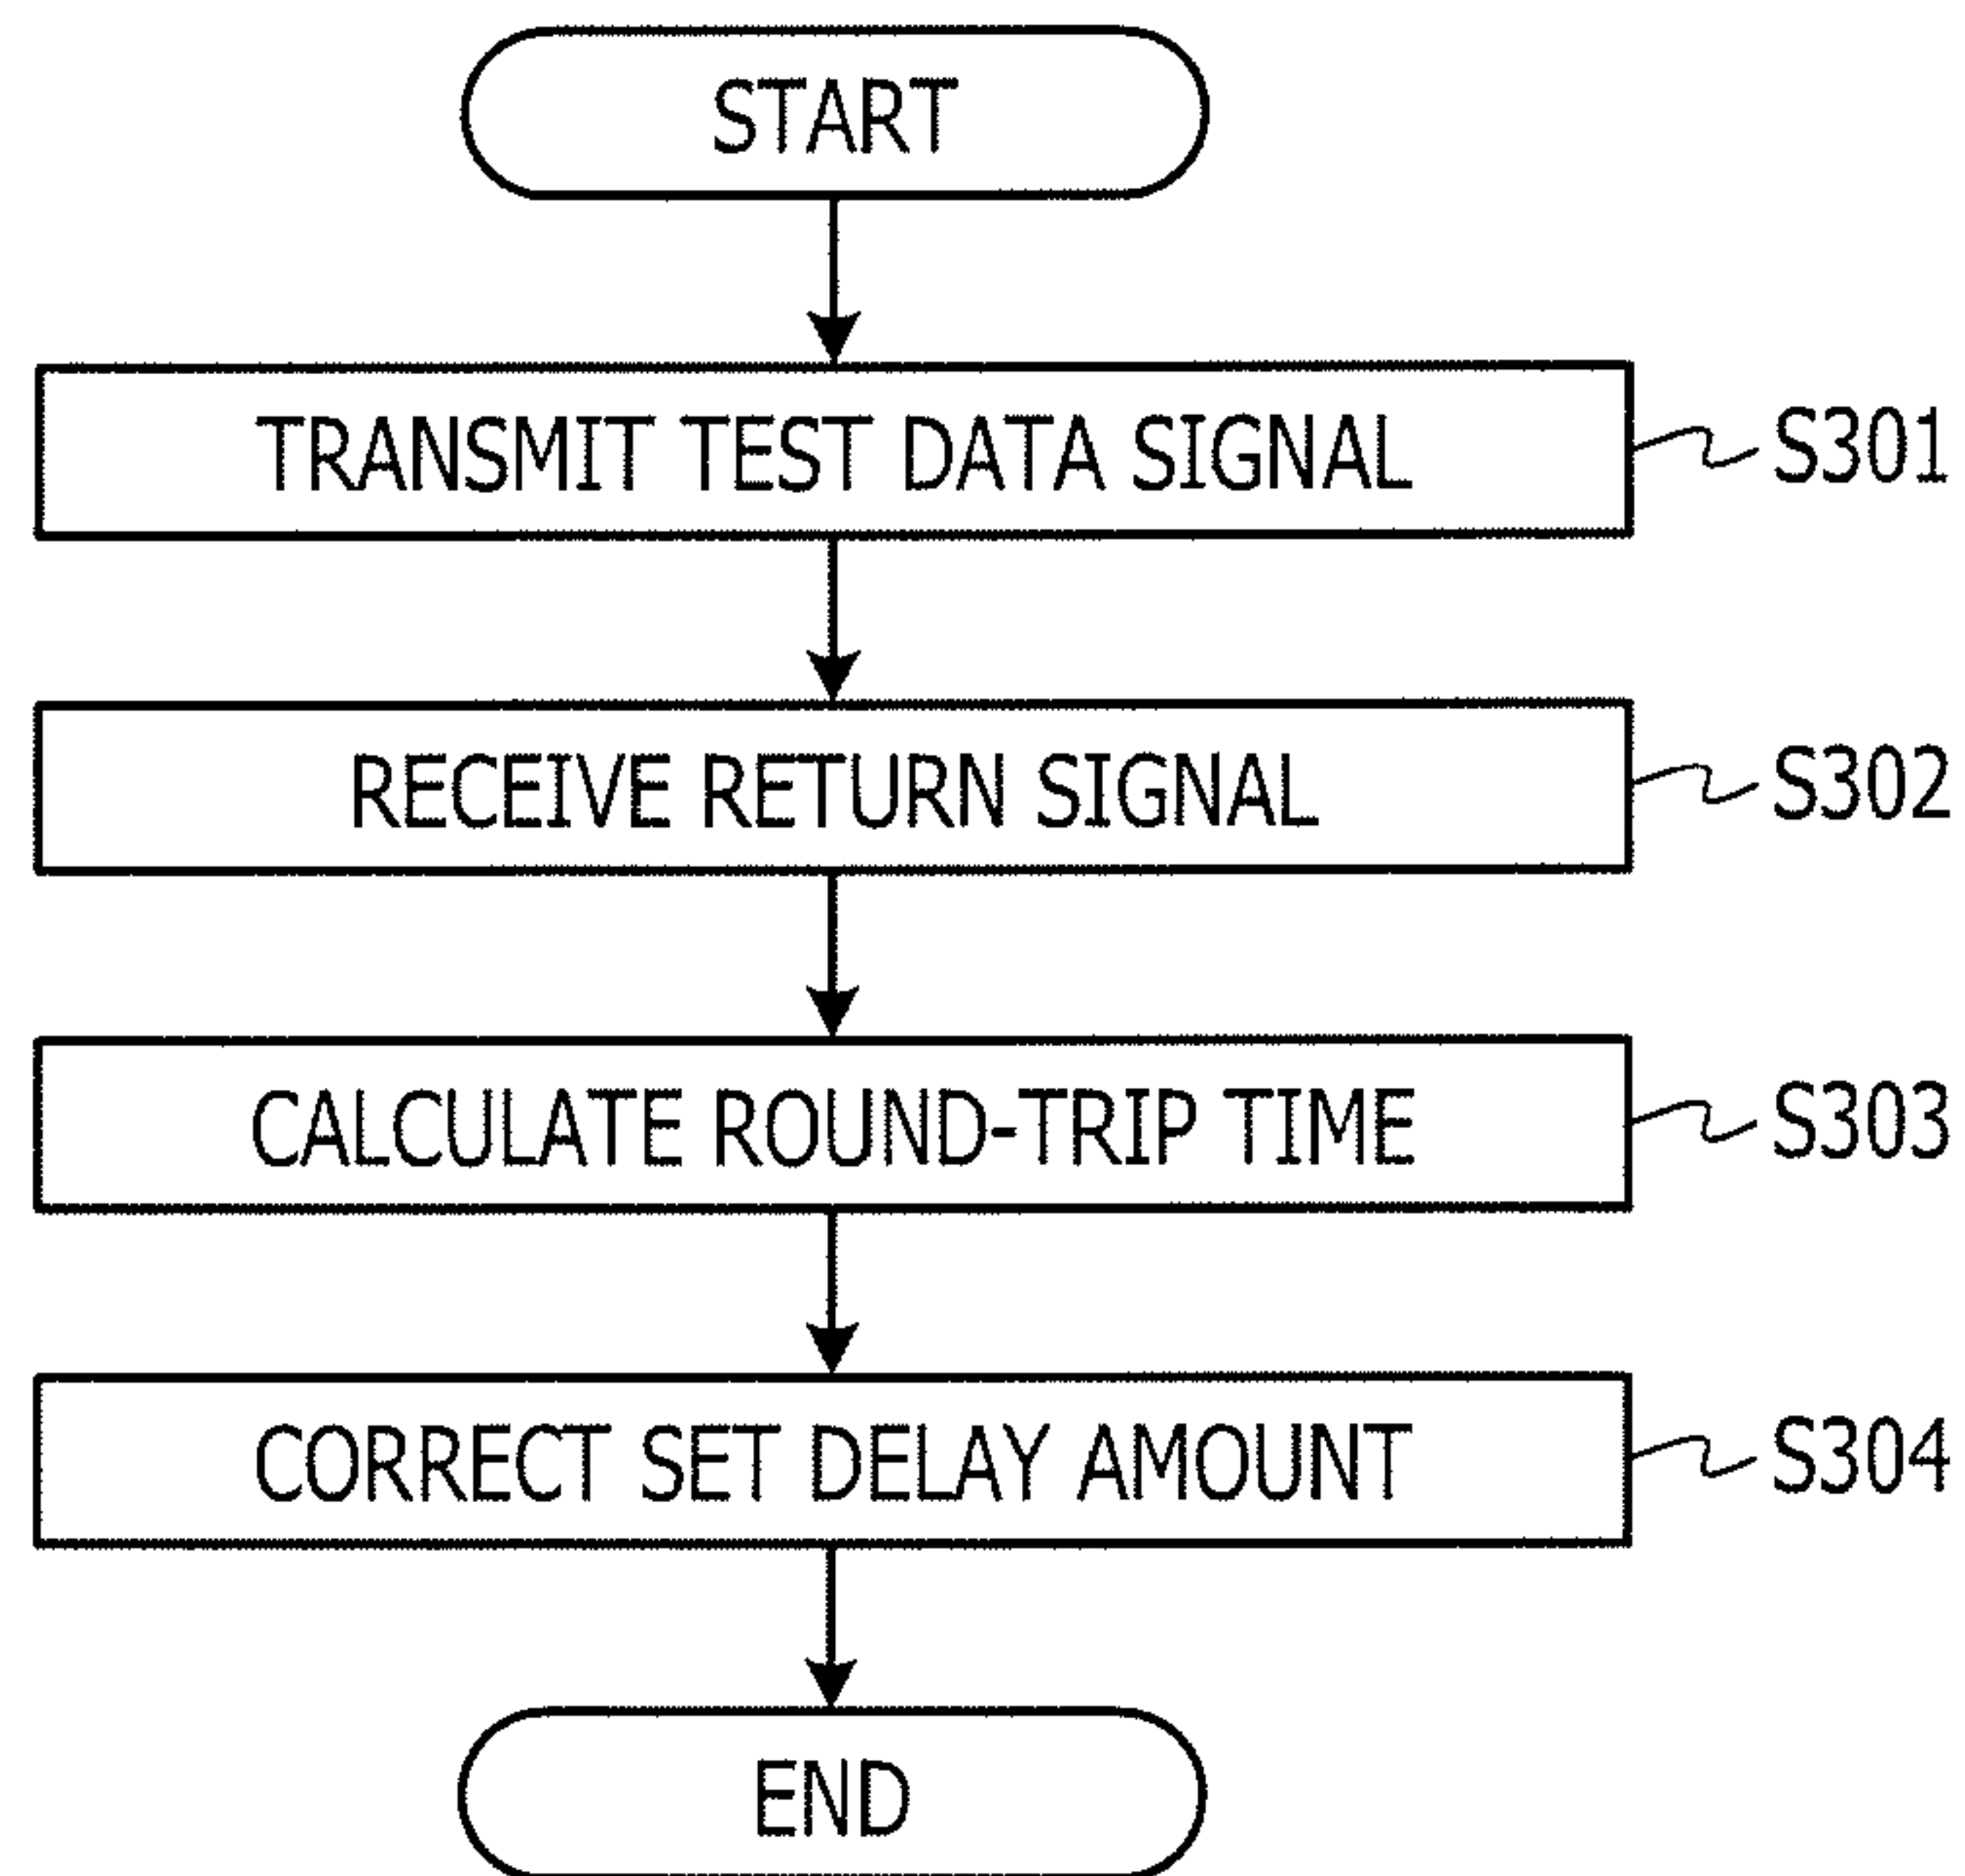 START
TRANSMIT TEST DATA SIGNAL S301
RECEIVE RETURN SIGNAL S302
CALCULATE ROUND-TRIP TIME S303
CORRECT SET DELAY AMOUNT S304
END